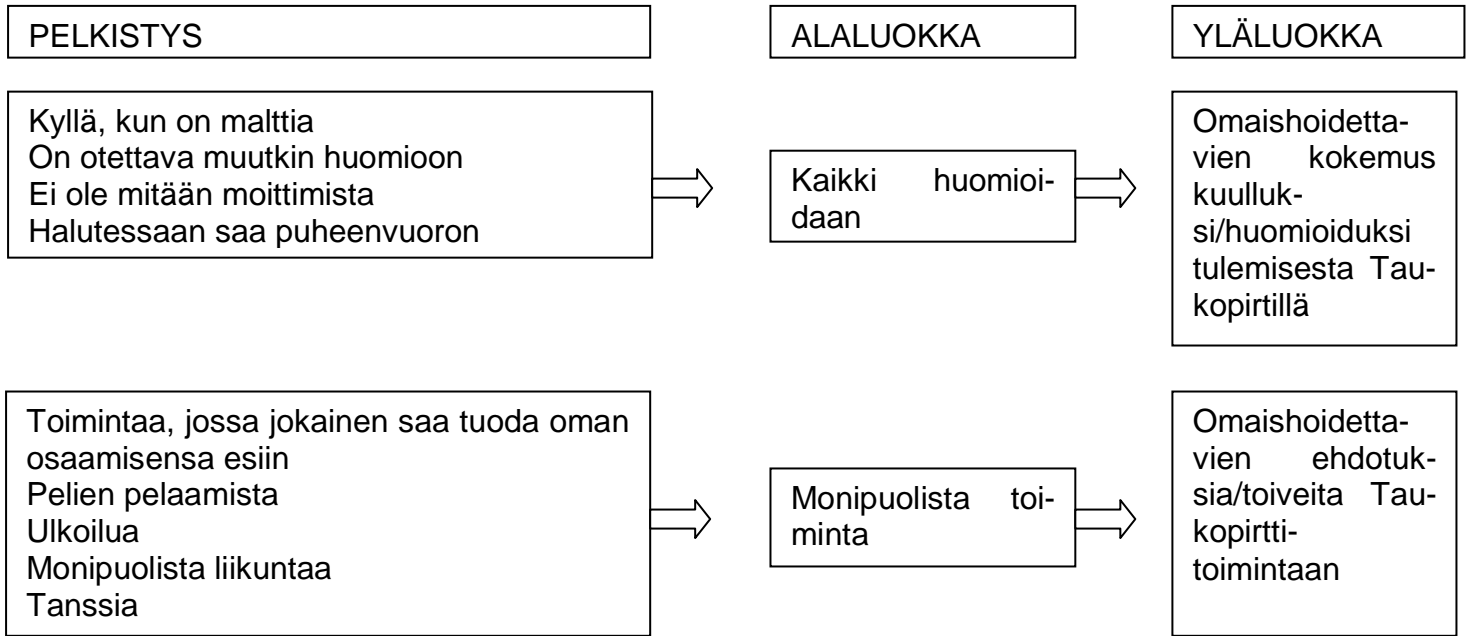 PELKISTYS
ALALUOKKA
YLÄLUOKKA
Kyllä, kun on malttia
On otettava muutkin huomioon
Ei ole mitään moittimista
Halutessaan saa puheenvuoron
Kaikki huomioi-
daan
Omaishoidetta-
vien kokemus
kuulluk-
si/huomioiduksi
tulemisesta Tau-
kopirtillä
Toimintaa, jossa jokainen saa tuoda oman
osaamisensa esiin
Pelien pelaamista
Ulkoilua
Monipuolista liikuntaa
Tanssia
Monipuolista toi-
minta
Omaishoidetta-
vien ehdotuk-
sia/toiveita Tau-
kopirtti-
toimintaan